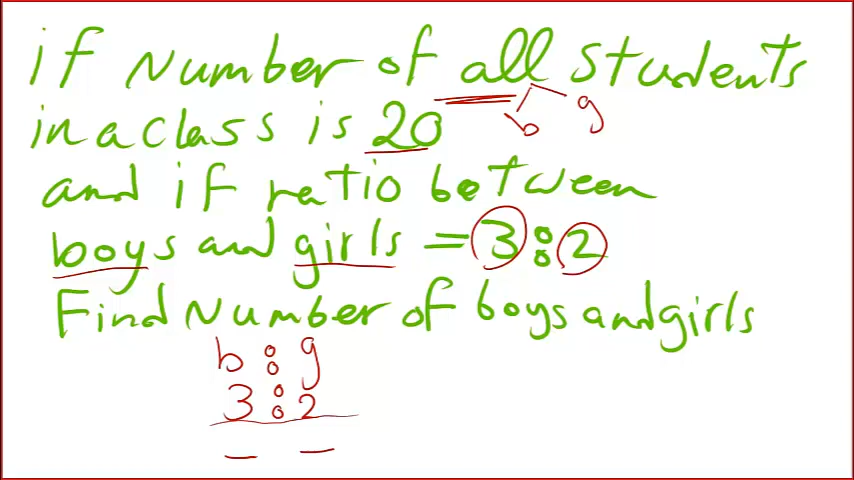 if Number of all students
b g
in a class is 20
and if ratio between
boys and girls = 3:2
Find Number of boys and girls
b : g
3 : 2